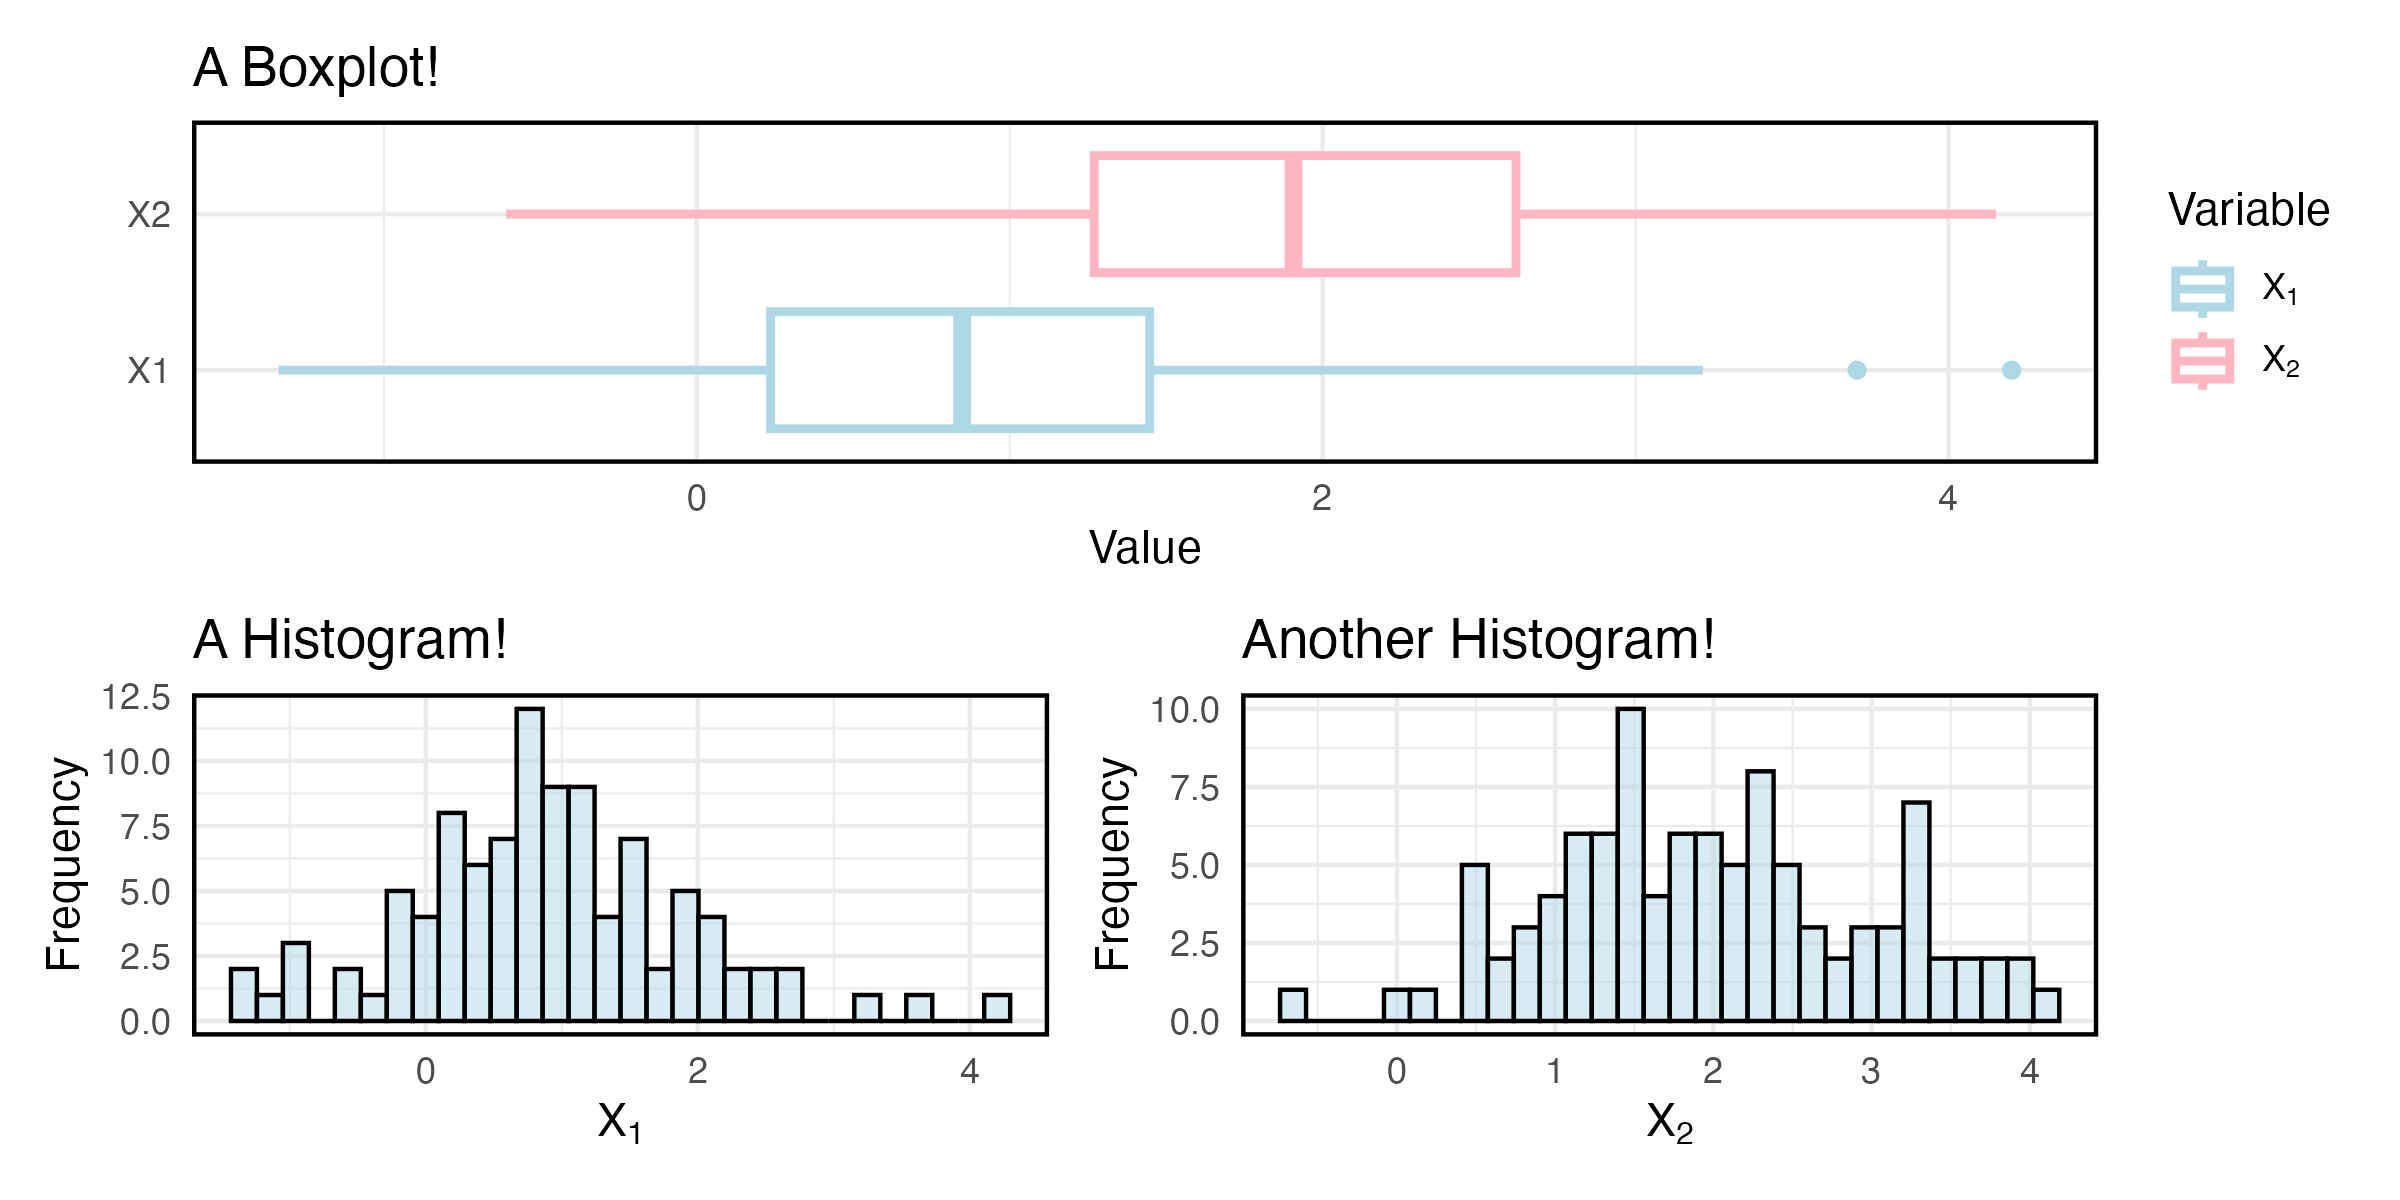 A Boxplot!
X2
X1
0 2 4
Value
Variable
X₁
X₂
A Histogram!
12.5
10.0
7.5
5.0
2.5
0.0
Frequency
0 2 4
X₁
Another Histogram!
10.0
7.5
5.0
2.5
0.0
Frequency
0 1 2 3 4
X₂